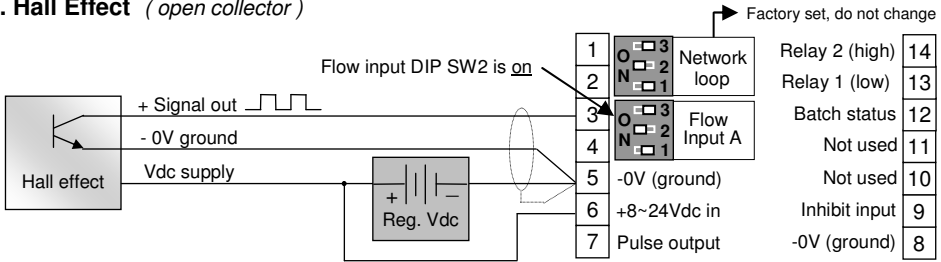 . Hall Effect ( open collector )
Factory set, do not change
Flow input DIP SW2 is on
+ Signal out
- 0V ground
Vdc supply
Hall effect
+ −
Reg. Vdc
1
2
3
4
5 -0V (ground)
6 +8~24Vdc in
7 Pulse output
O N 3 2 1 Network loop
O N 3 2 1 Flow Input A
Relay 2 (high) 14
Relay 1 (low) 13
Batch status 12
Not used 11
Not used 10
Inhibit input 9
-0V (ground) 8